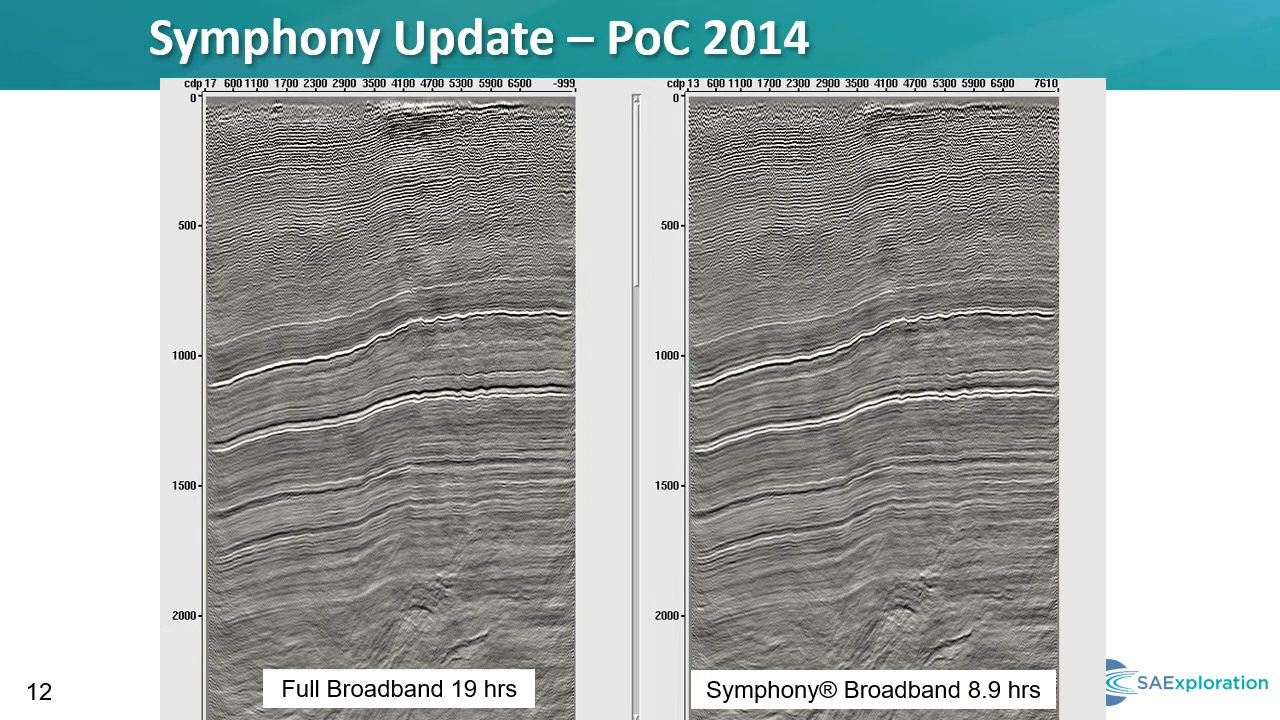 Symphony Update – PoC 2014
cdp 17 600 1100 1700 2300 2900 3500 4100 4700 5300 5900 6500 -999
0
500
1000
1500
2000
Full Broadband 19 hrs
cdp 13 600 1100 1700 2300 2900 3500 4100 4700 5300 5900 6500 7610
0
500
1000
1500
2000
Symphony® Broadband 8.9 hrs
12
SAExploration